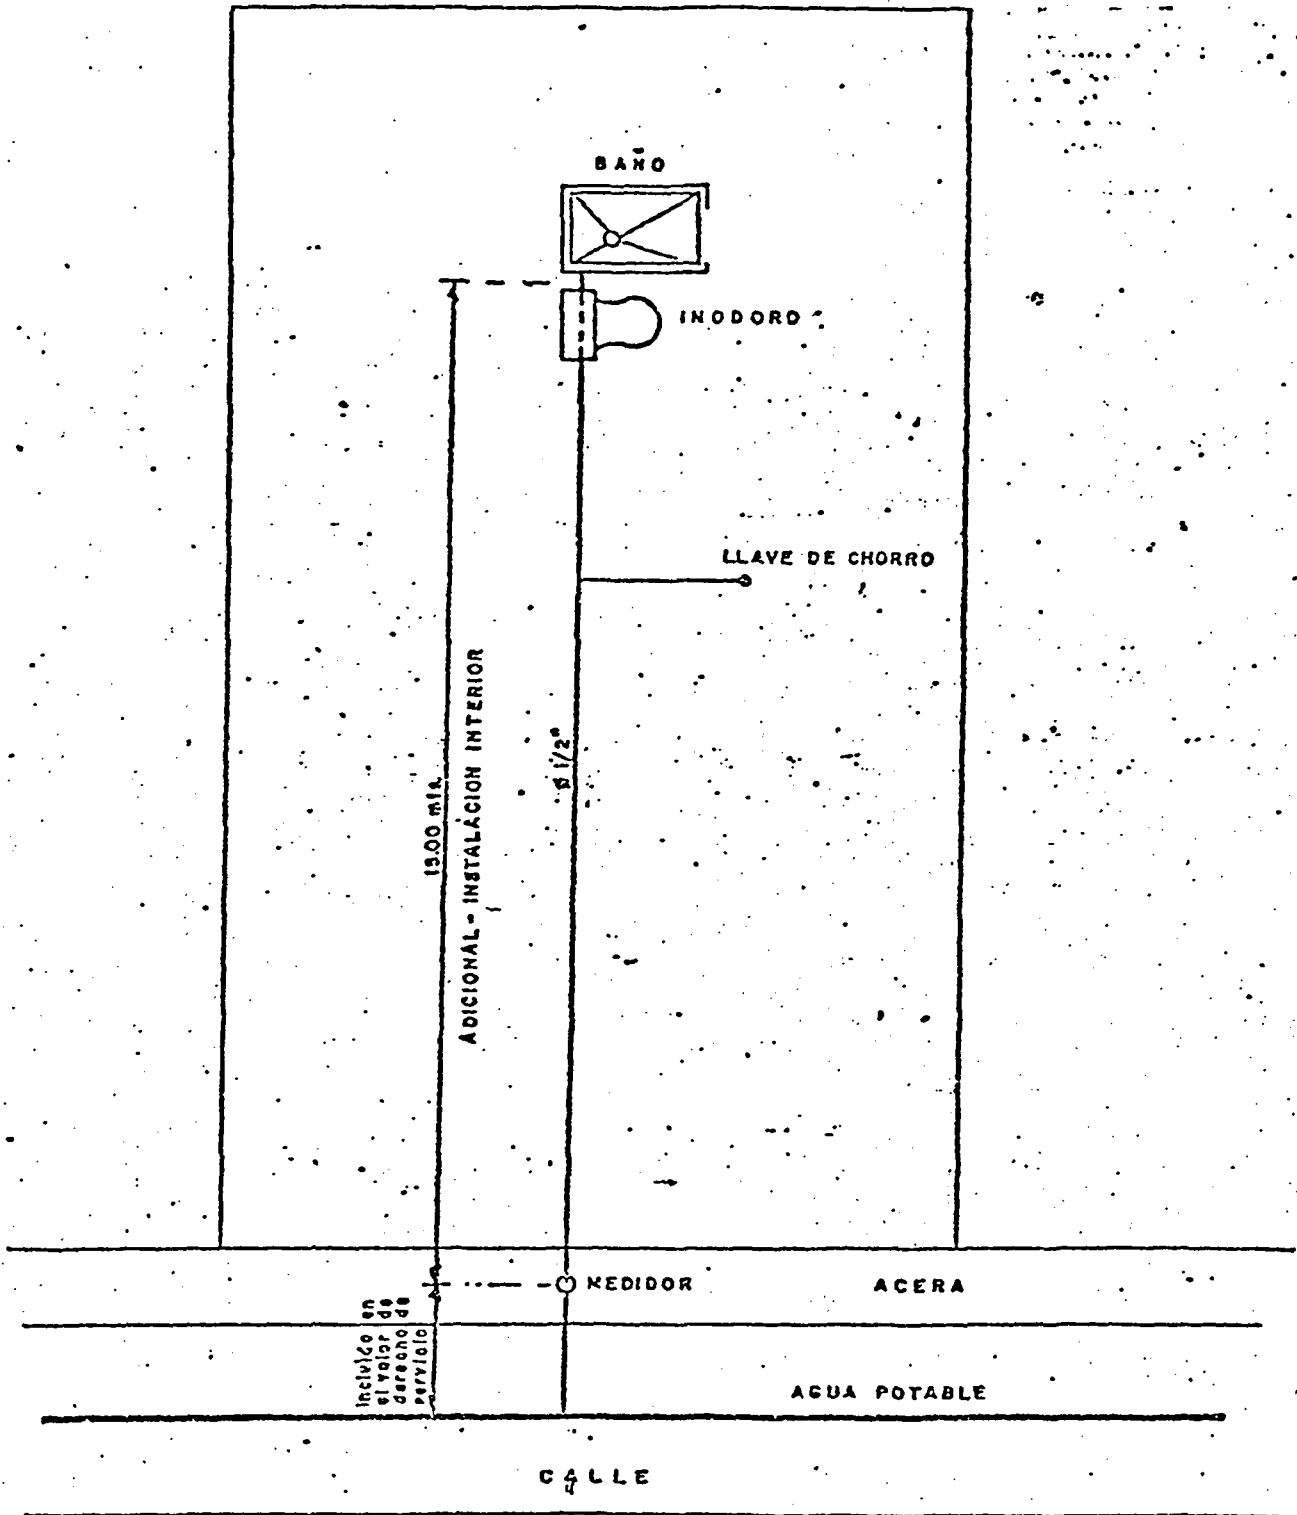 BAÑO
INODORO
LLAVE DE CHORRO
15.00 mts.
ADICIONAL - INSTALACION INTERIOR
Ø 1/2"
MEDIDOR
ACERA
incluido en
el valor de
derecho de
servicio
AGUA POTABLE
CALLE